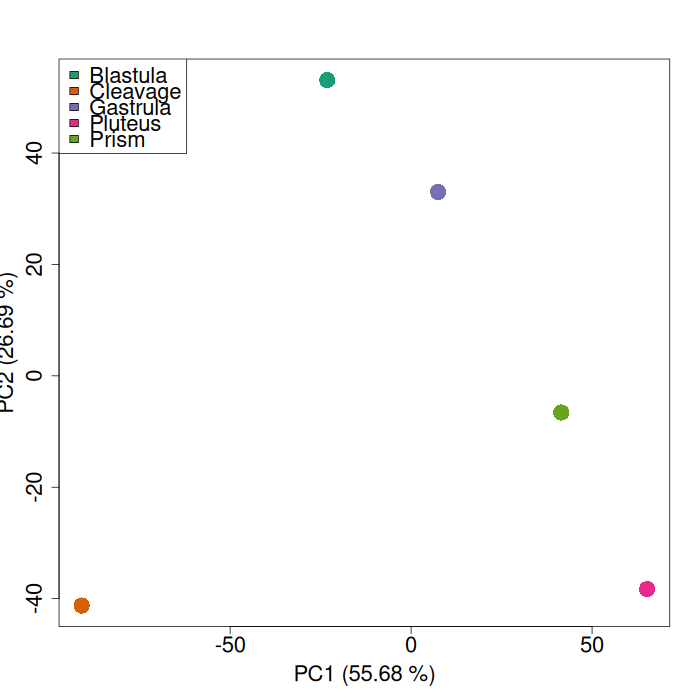 Blastula
Cleavage
Gastrula
Pluteus
Prism
40
20
0
-20
-40
PC2 (26.69 %)
-50
0
50
PC1 (55.68 %)